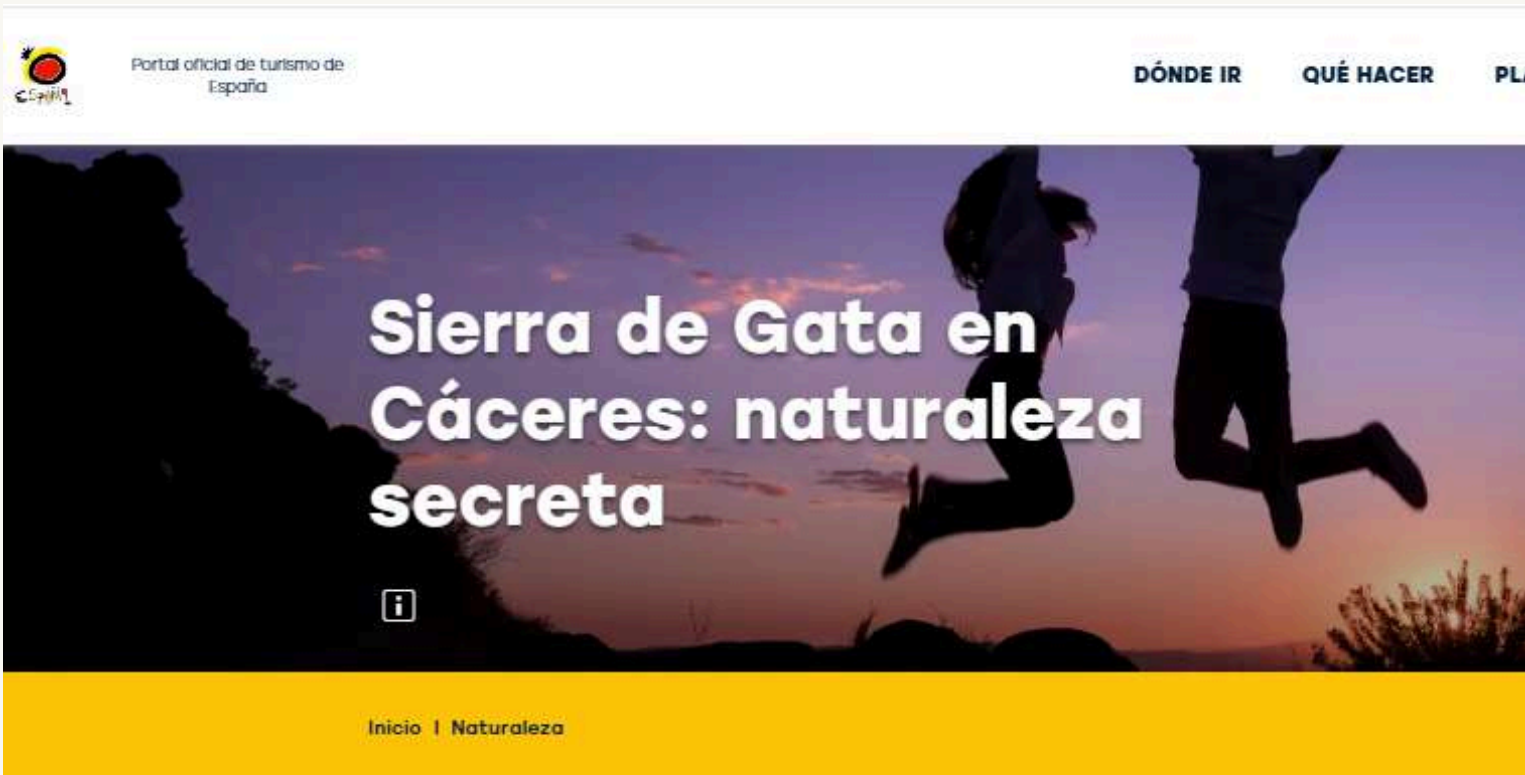 España
Portal oficial de turismo de
España
DÓNDE IR QUÉ HACER
Sierra de Gata en
Cáceres: naturaleza
secreta
i
Inicio | Naturaleza